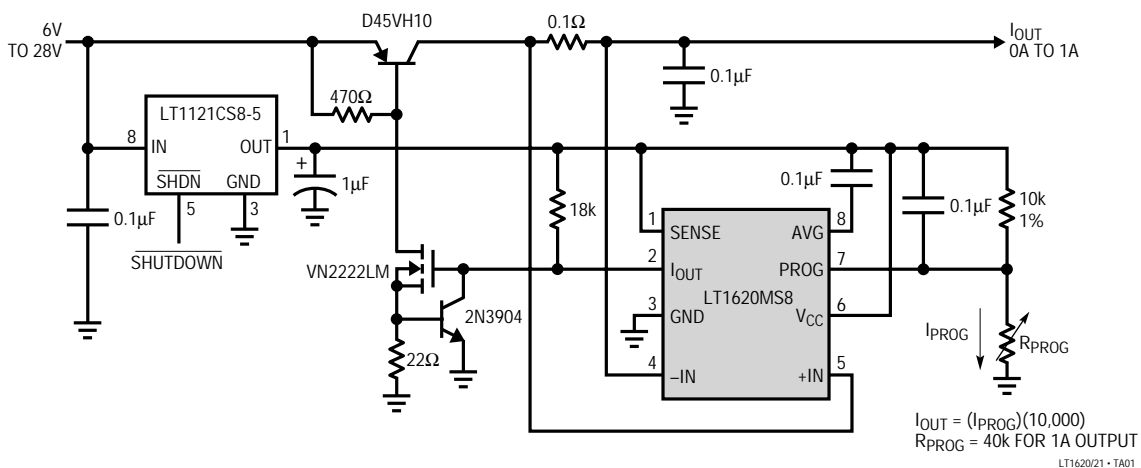 D45VH10
6V
TO 28V
0.1Ω
IOUT
0A TO 1A
0.1µF
470Ω
LT1121CS8-5
8
IN
OUT
1
SHDN
GND
5
3
+
1µF
0.1µF
SHUTDOWN
18k
0.1µF
0.1µF
10k
1%
1
SENSE
AVG
8
2
IOUT
PROG
7
LT1620MS8
3
GND
VCC
6
4
–IN
+IN
5
VN2222LM
2N3904
22Ω
IPROG
RPROG
IOUT = (IPROG)(10,000)
RPROG = 40k FOR 1A OUTPUT
LT1620/21 • TA01